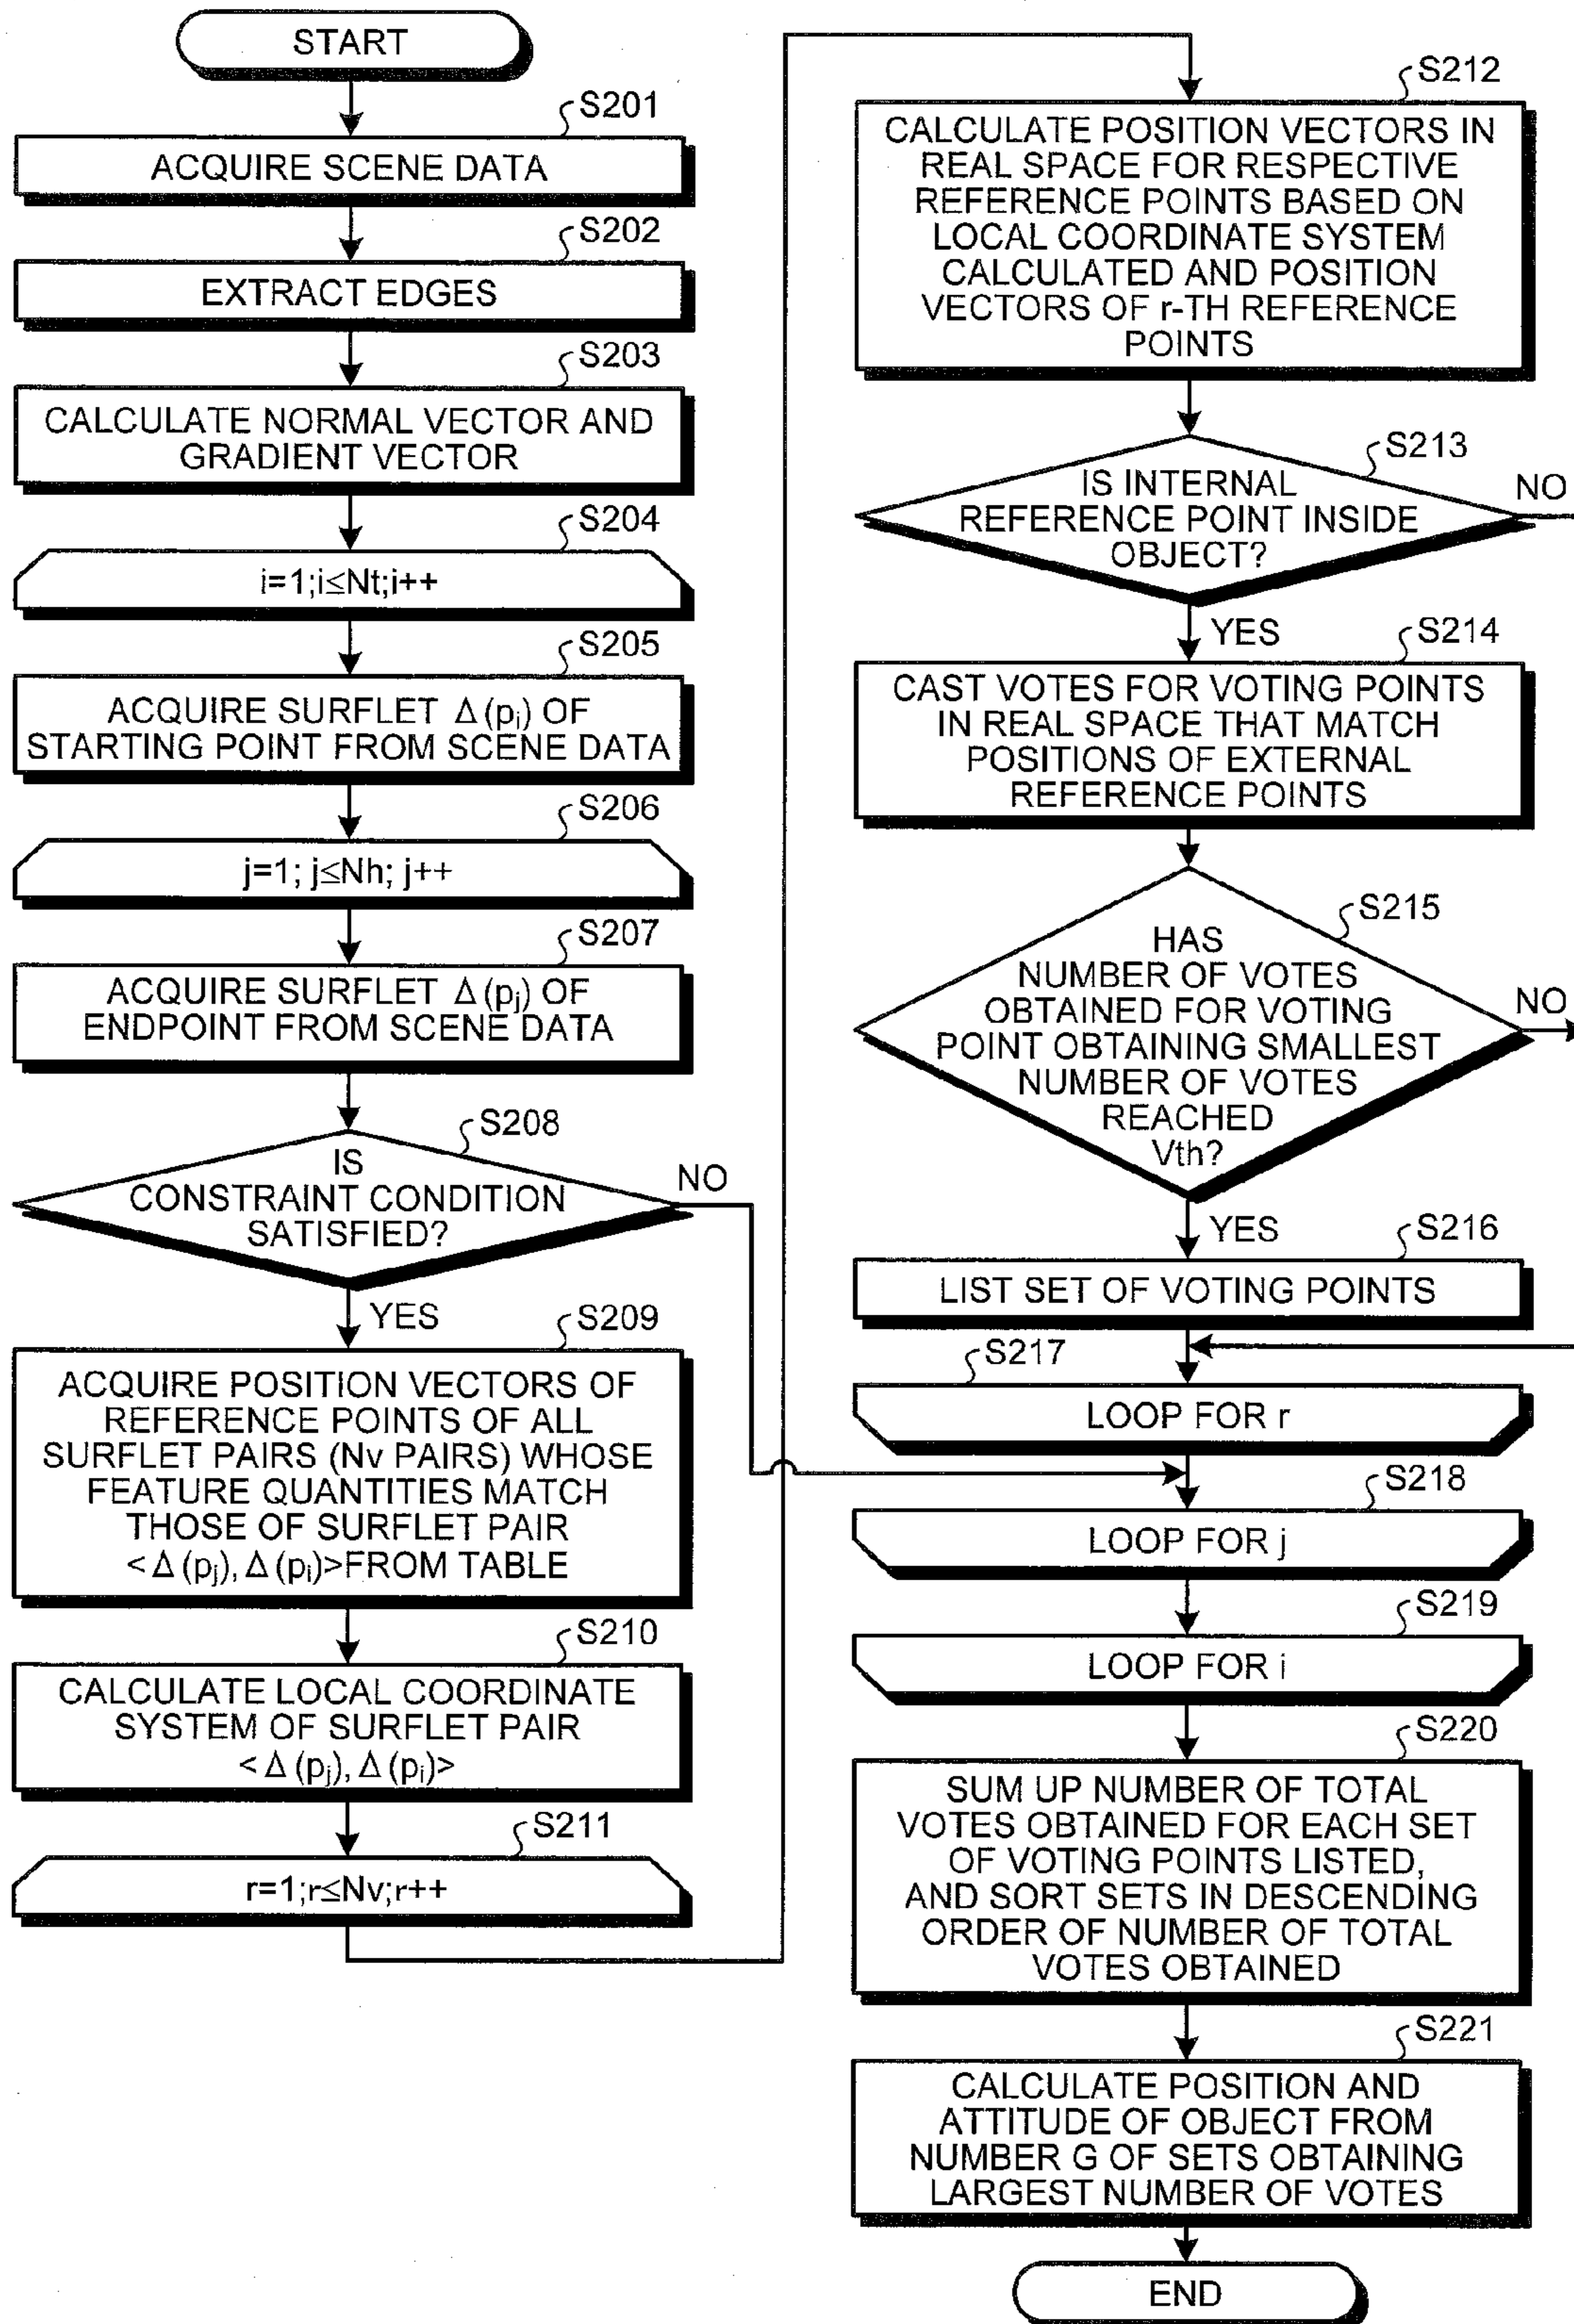 START
S201
ACQUIRE SCENE DATA
S202
EXTRACT EDGES
S203
CALCULATE NORMAL VECTOR AND
GRADIENT VECTOR
S204
i=1;i≤Nt;i++
S205
ACQUIRE SURFLET Δ(pi) OF
STARTING POINT FROM SCENE DATA
S206
j=1; j≤Nh; j++
S207
ACQUIRE SURFLET Δ(pj) OF
ENDPOINT FROM SCENE DATA
S208
IS
CONSTRAINT CONDITION
SATISFIED?
NO
YES
S209
ACQUIRE POSITION VECTORS OF
REFERENCE POINTS OF ALL
SURFLET PAIRS (Nv PAIRS) WHOSE
FEATURE QUANTITIES MATCH
THOSE OF SURFLET PAIR
<Δ(pj), Δ(pi)>FROM TABLE
S210
CALCULATE LOCAL COORDINATE
SYSTEM OF SURFLET PAIR
<Δ(pj), Δ(pi)>
S211
r=1;r≤Nv;r++
S212
CALCULATE POSITION VECTORS IN
REAL SPACE FOR RESPECTIVE
REFERENCE POINTS BASED ON
LOCAL COORDINATE SYSTEM
CALCULATED AND POSITION
VECTORS OF r-TH REFERENCE
POINTS
S213
IS INTERNAL
REFERENCE POINT INSIDE
OBJECT?
NO
YES
S214
CAST VOTES FOR VOTING POINTS
IN REAL SPACE THAT MATCH
POSITIONS OF EXTERNAL
REFERENCE POINTS
S215
HAS
NUMBER OF VOTES
OBTAINED FOR VOTING
POINT OBTAINING SMALLEST
NUMBER OF VOTES
REACHED
Vth?
NO
YES
S216
LIST SET OF VOTING POINTS
S217
LOOP FOR r
S218
LOOP FOR j
S219
LOOP FOR i
S220
SUM UP NUMBER OF TOTAL
VOTES OBTAINED FOR EACH SET
OF VOTING POINTS LISTED,
AND SORT SETS IN DESCENDING
ORDER OF NUMBER OF TOTAL
VOTES OBTAINED
S221
CALCULATE POSITION AND
ATTITUDE OF OBJECT FROM
NUMBER G OF SETS OBTAINING
LARGEST NUMBER OF VOTES
END